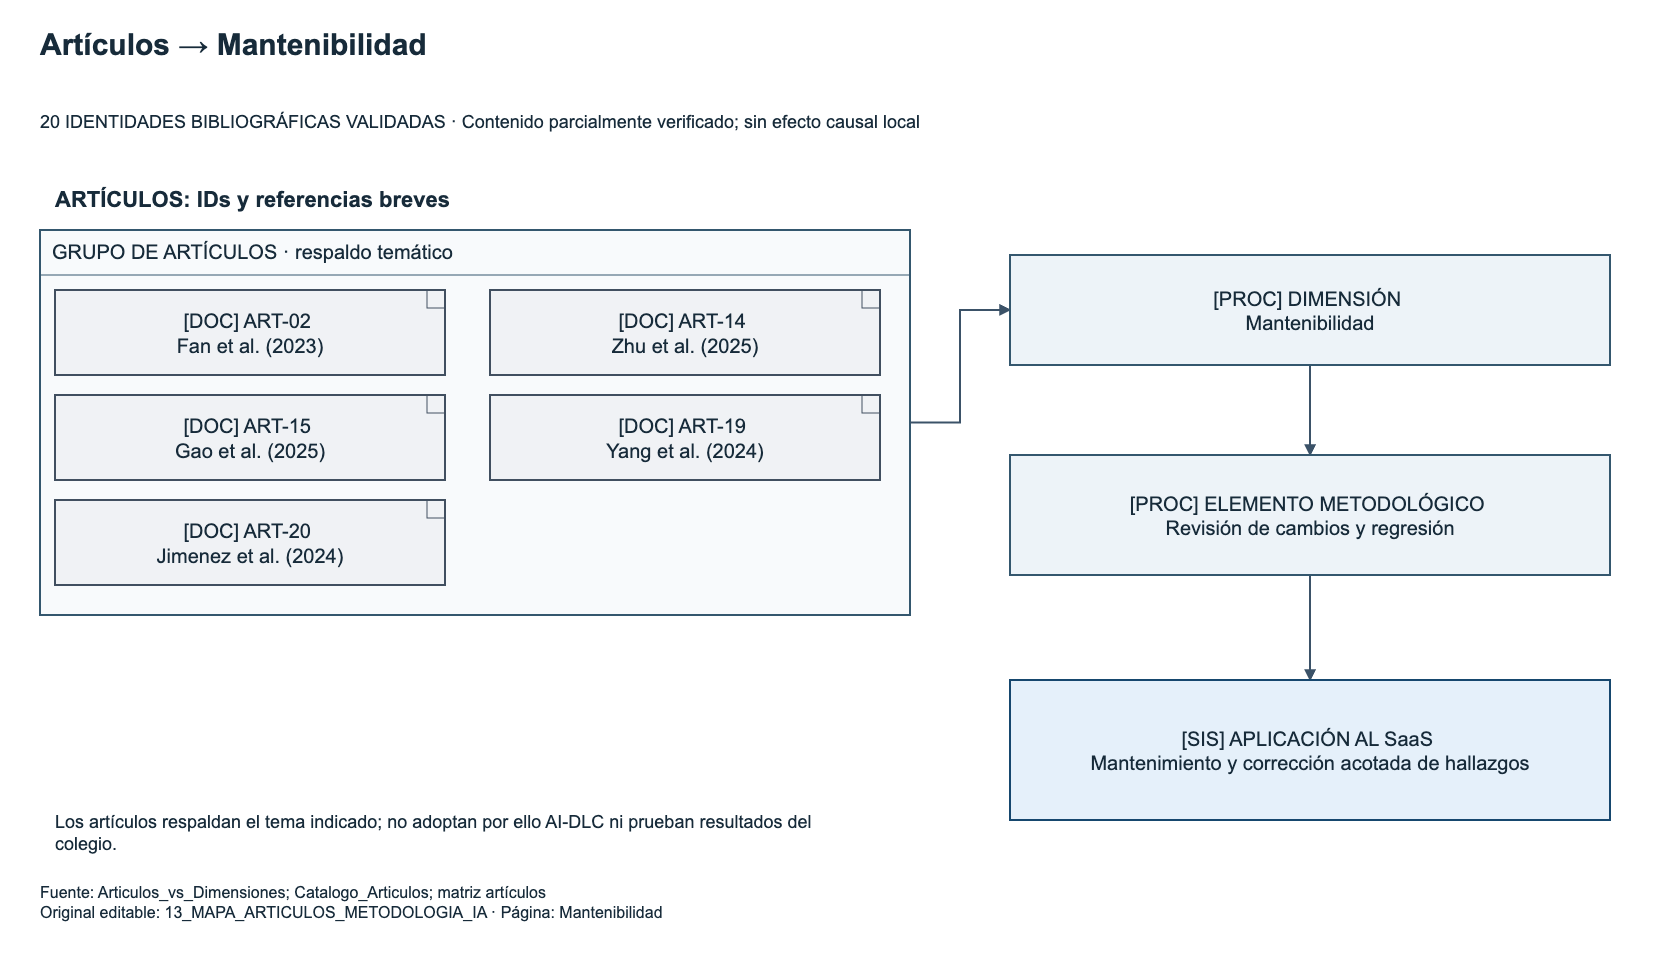 Artículos → Mantenibilidad
20 IDENTIDADES BIBLIOGRÁFICAS VALIDADAS · Contenido parcialmente verificado; sin efecto causal local
ARTÍCULOS: IDs y referencias breves
GRUPO DE ARTÍCULOS · respaldo temático
[DOC] ART-02
Fan et al. (2023)
[DOC] ART-14
Zhu et al. (2025)
[DOC] ART-15
Gao et al. (2025)
[DOC] ART-19
Yang et al. (2024)
[DOC] ART-20
Jimenez et al. (2024)
[PROC] DIMENSIÓN
Mantenibilidad
[PROC] ELEMENTO METODOLÓGICO
Revisión de cambios y regresión
[SIS] APLICACIÓN AL SaaS
Mantenimiento y corrección acotada de hallazgos
Los artículos respaldan el tema indicado; no adoptan por ello AI-DLC ni prueban resultados del
colegio.
Fuente: Articulos_vs_Dimensiones; Catalogo_Articulos; matriz artículos
Original editable: 13_MAPA_ARTICULOS_METODOLOGIA_IA · Página: Mantenibilidad